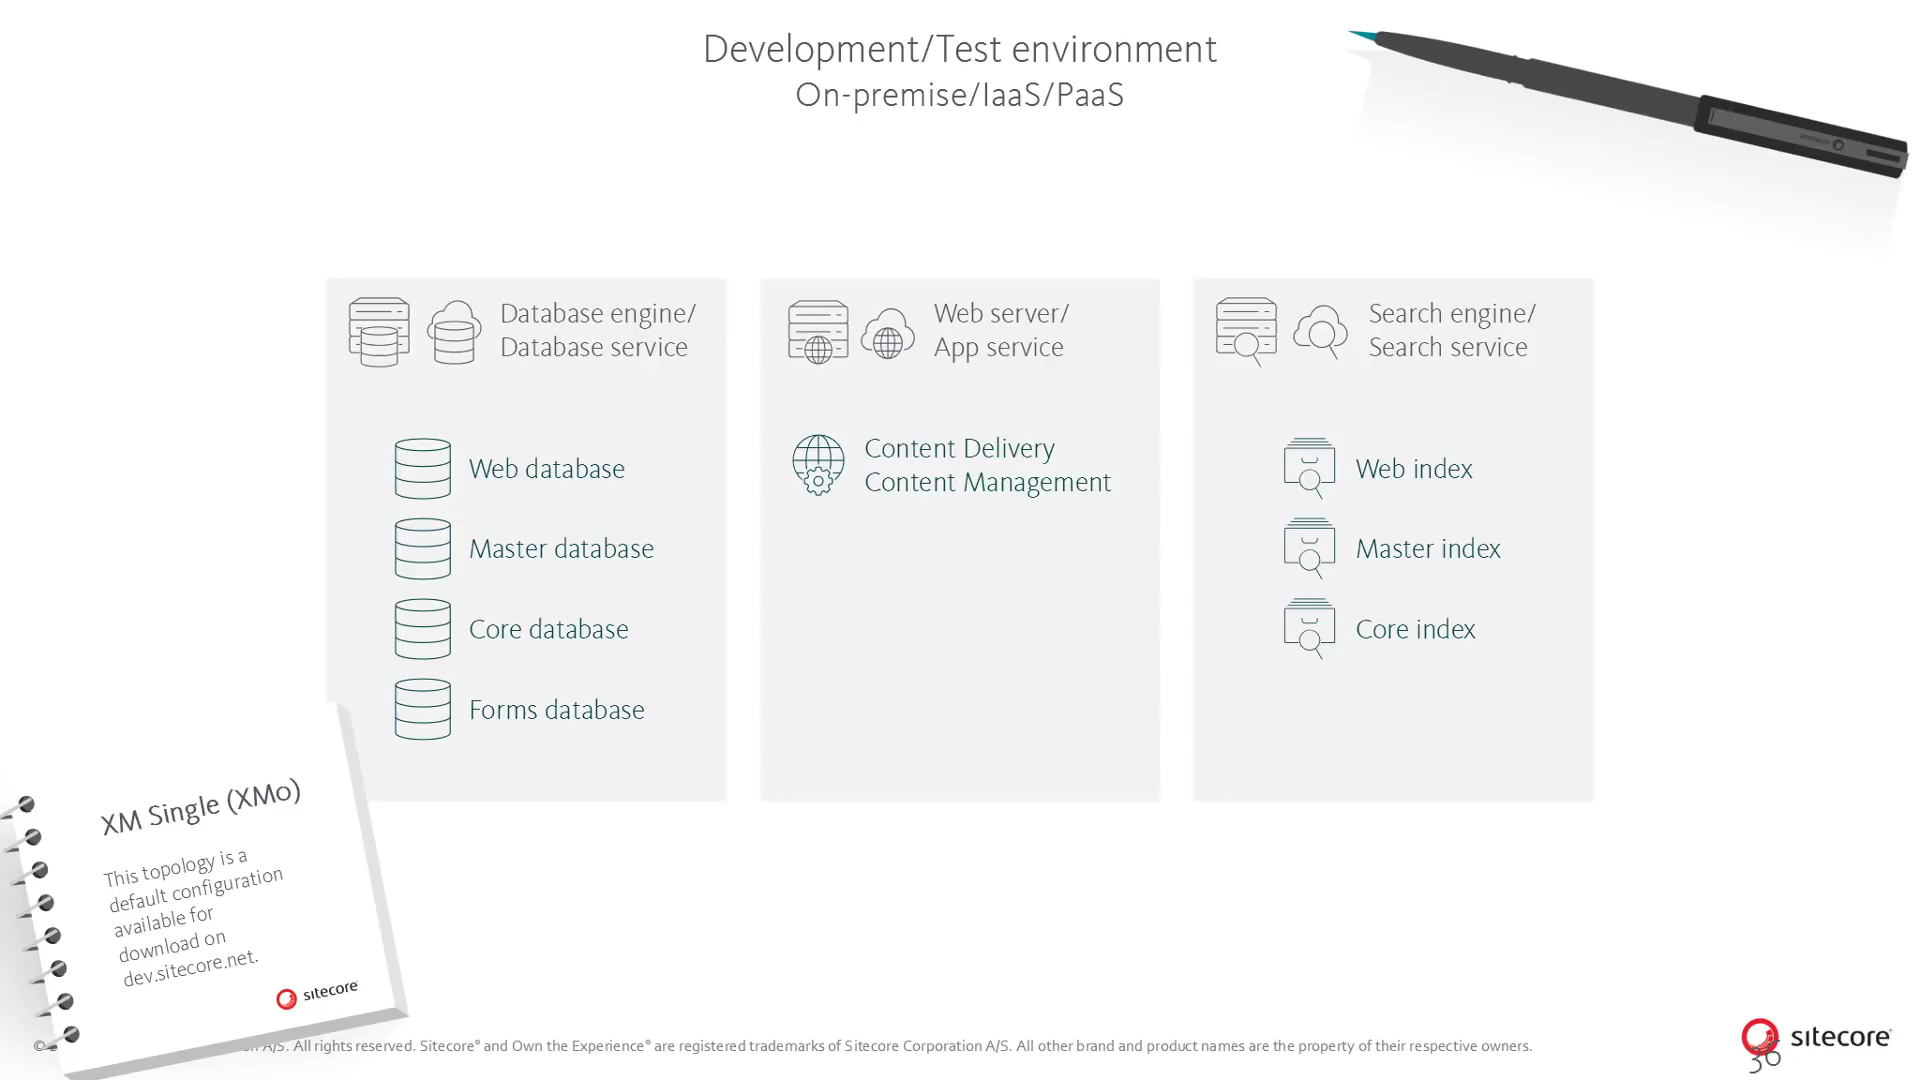 Development/Test environment
On-premise/IaaS/PaaS
Database engine/
Database service
Web database
Master database
Core database
Forms database
Web server/
App service
Content Delivery
Content Management
Search engine/
Search service
Web index
Master index
Core index
XM Single (XM0)
This topology is a
default configuration
available for
download on
dev.sitecore.net.
sitecore
© A/S. All rights reserved. Sitecore® and Own the Experience® are registered trademarks of Sitecore Corporation A/S. All other brand and product names are the property of their respective owners.
sitecore
36